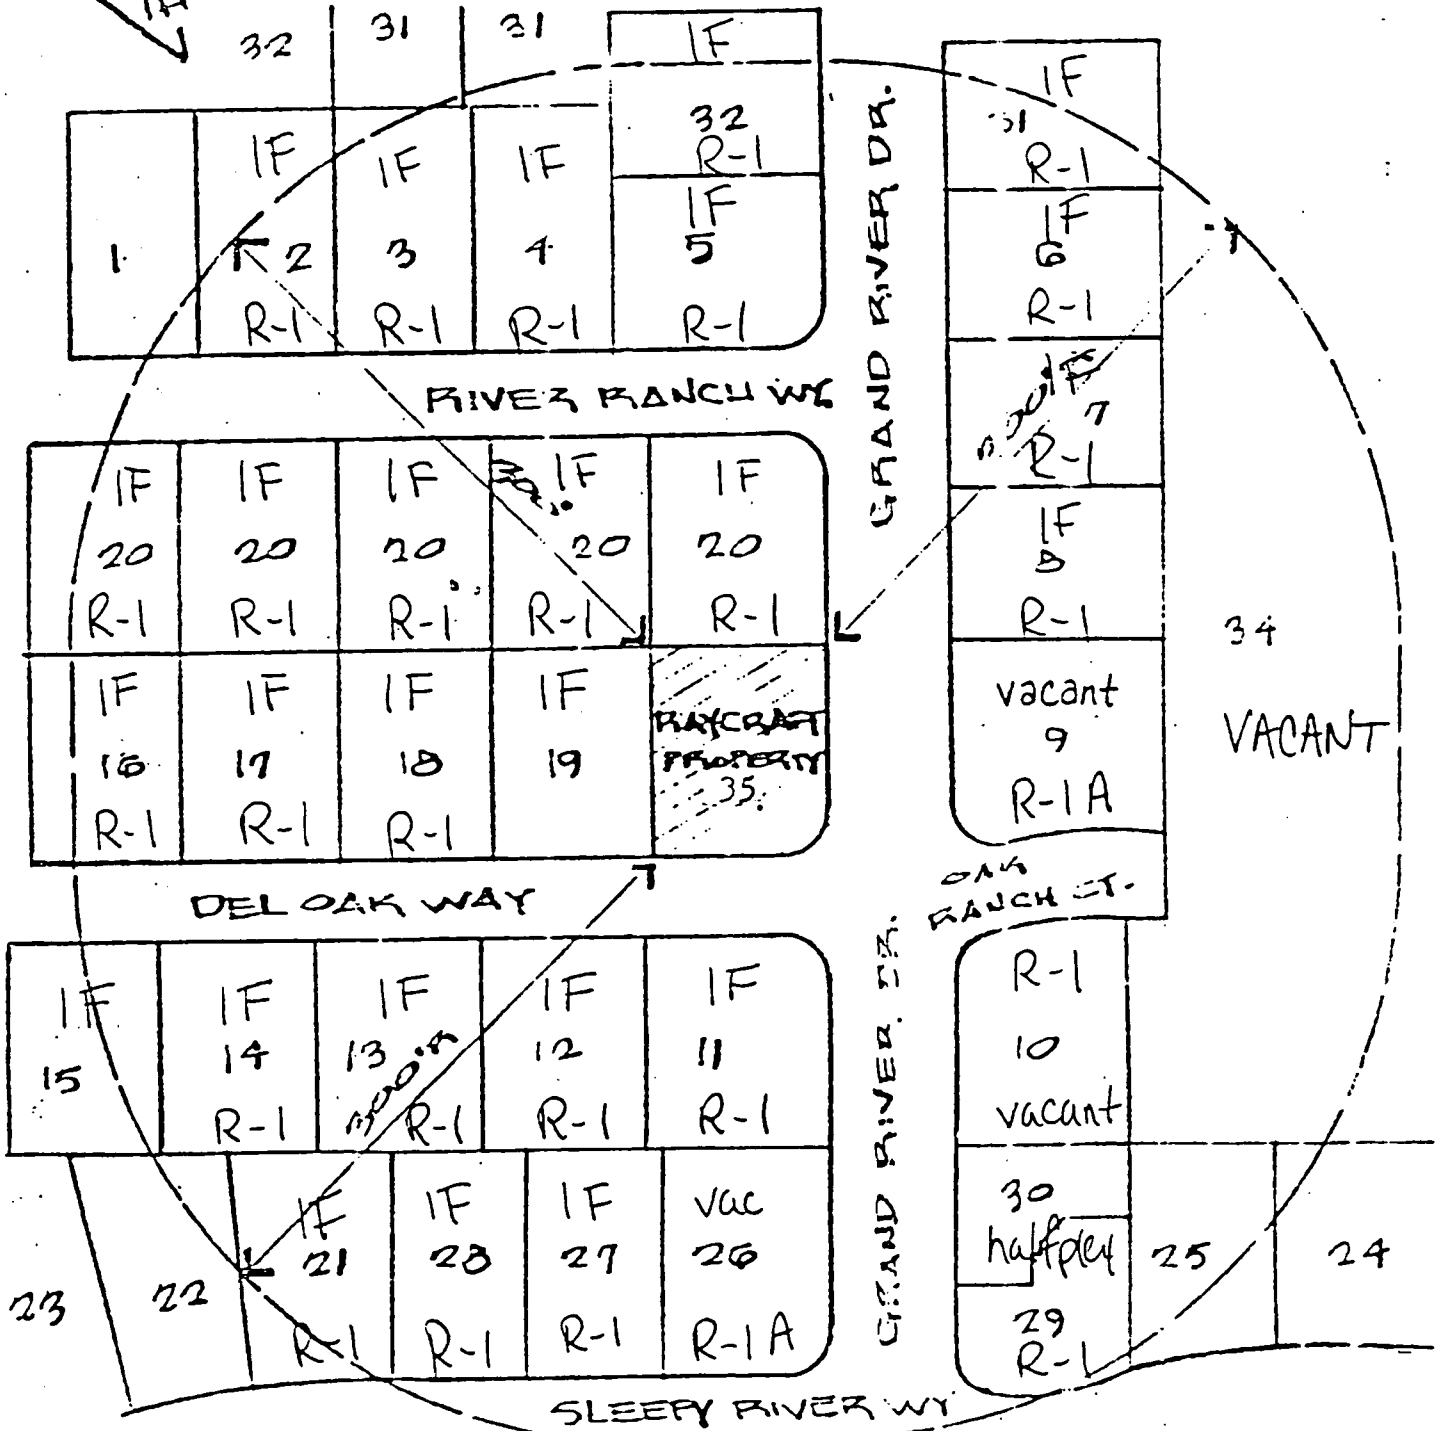 32
31
31
1F
32
R-1
1F
31
R-1
1
1F
2
R-1
1F
3
R-1
1F
4
R-1
1F
5
R-1
GRAND RIVER DR.
1F
6
R-1
1F
7
R-1
RIVER RANCH WY.
1F
20
R-1
1F
20
R-1
1F
20
R-1
1F
20
R-1
1F
20
R-1
1F
8
R-1
1F
16
R-1
1F
17
R-1
1F
18
R-1
1F
19
RAYCRAFT
PROPERTY
35.
vacant
9
R-1A
34
VACANT
DEL OAK WAY
OAK
RANCH CT.
1F
15
1F
14
R-1
1F
13
300'R
R-1
1F
12
R-1
1F
11
R-1
GRAND RIVER DR.
R-1
10
vacant
23
22
1F
21
R-1
1F
28
R-1
1F
27
R-1
vac
26
R-1A
GRAND RIVER
30
halfplex
29
R-1
25
24
SLEEPY RIVER WY